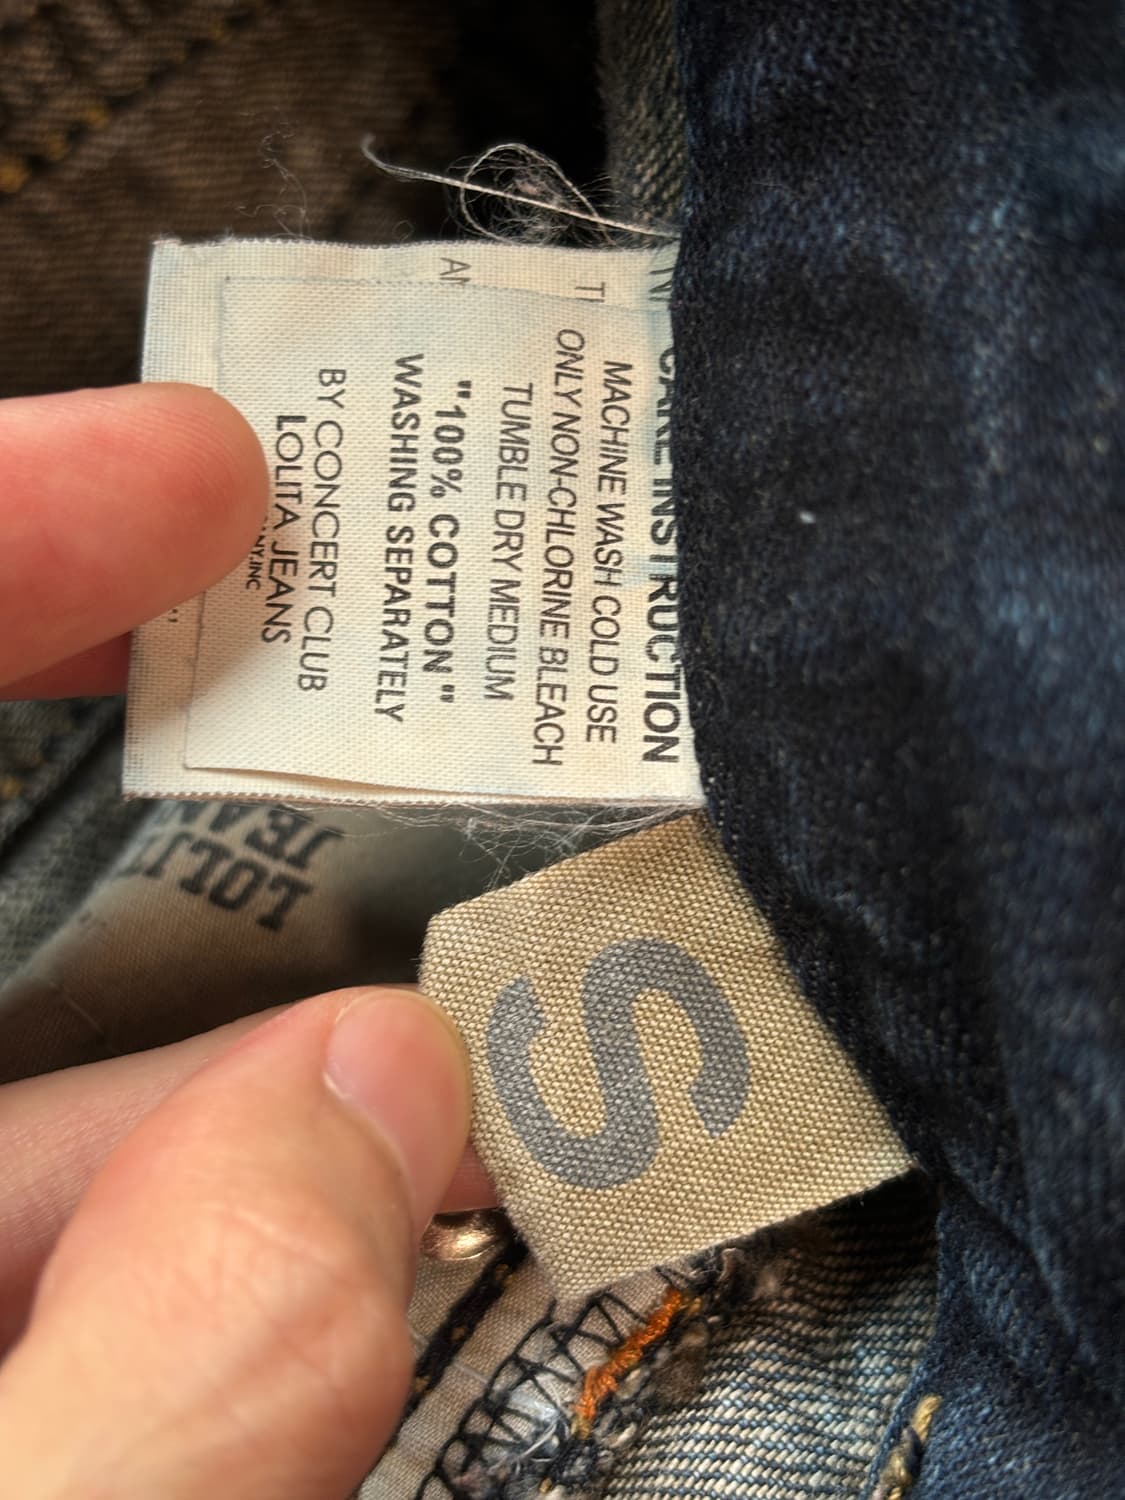 CARE INSTRUCTION
MACHINE WASH COLD USE
ONLY NON-CHLORINE BLEACH
TUMBLE DRY MEDIUM
"100% COTTON"
WASHING SEPARATELY
BY CONCERT CLUB
LOLITA JEANS
S